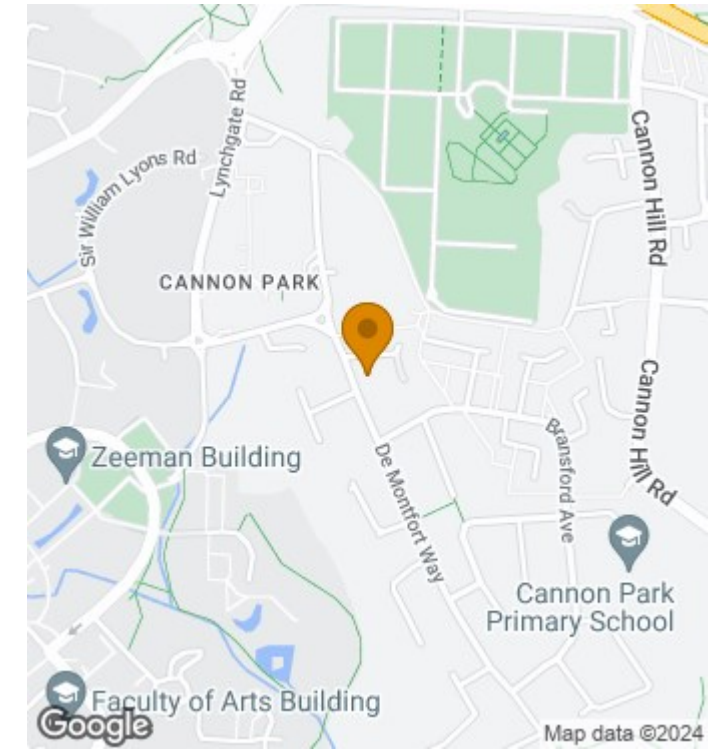 Lynchgate Rd
Sir William Lyons Rd
Cannon Hill Rd
CANNON PARK
Cannon Hill Rd
Zeeman Building
De Montfort Way
Bransford Ave
Cannon Park
Primary School
Faculty of Arts Building
Google
Map data ©2024